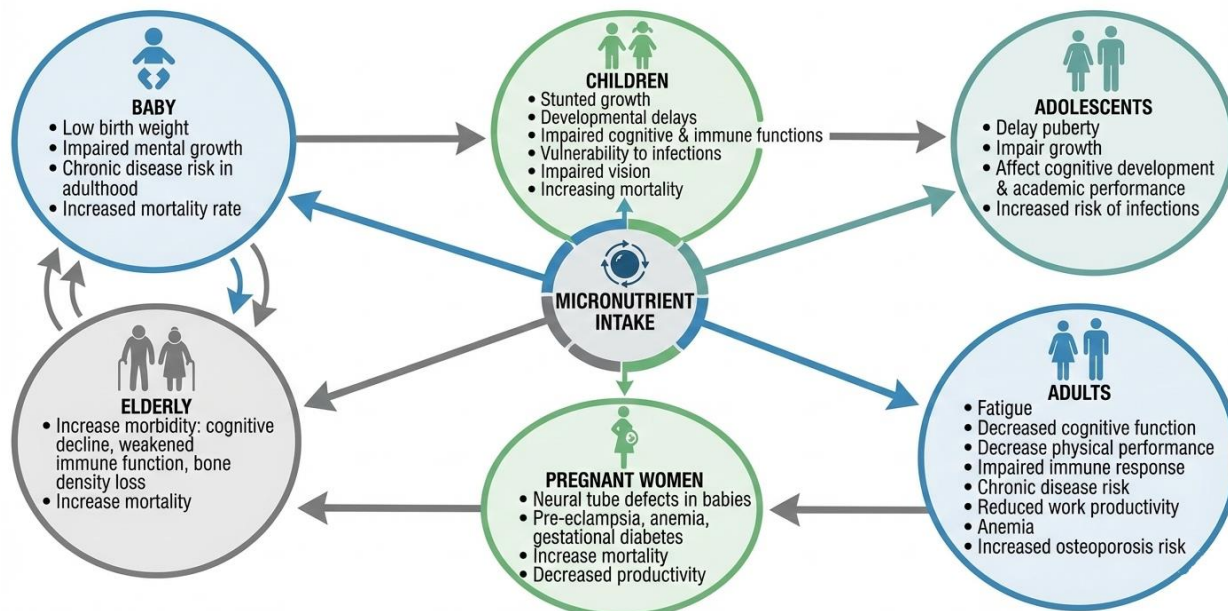 BABY
• Low birth weight
• Impaired mental growth
• Chronic disease risk in
adulthood
• Increased mortality rate
CHILDREN
• Stunted growth
• Developmental delays
• Impaired cognitive & immune functions
• Vulnerability to infections
• Impaired vision
• Increasing mortality
ADOLESCENTS
• Delay puberty
• Impair growth
• Affect cognitive development
& academic performance
• Increased risk of infections
MICRONUTRIENT
INTAKE
ELDERLY
• Increase morbidity: cognitive
decline, weakened
immune function, bone
density loss
• Increase mortality
PREGNANT WOMEN
• Neural tube defects in babies
• Pre-eclampsia, anemia,
gestational diabetes
• Increase mortality
• Decreased productivity
ADULTS
• Fatigue
• Decreased cognitive function
• Decrease physical performance
• Impaired immune response
• Chronic disease risk
• Reduced work productivity
• Anemia
• Increased osteoporosis risk